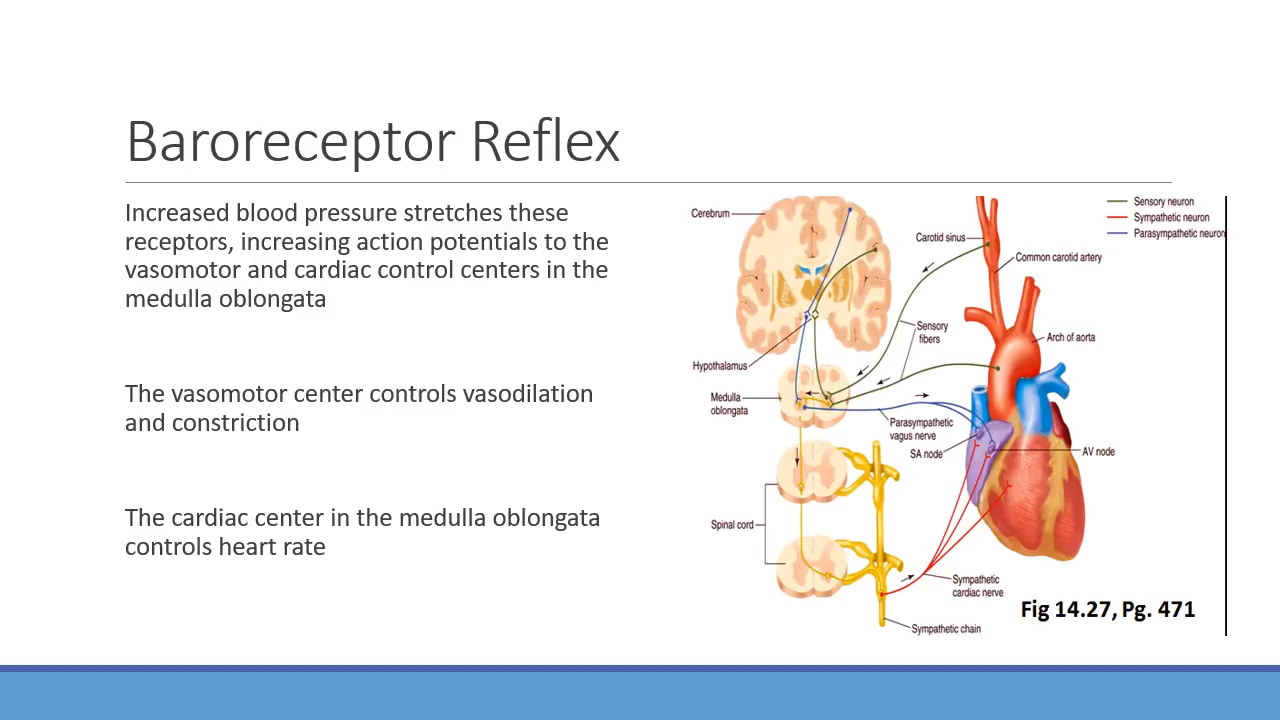 Baroreceptor Reflex
Increased blood pressure stretches these
receptors, increasing action potentials to the
vasomotor and cardiac control centers in the
medulla oblongata
The vasomotor center controls vasodilation
and constriction
The cardiac center in the medulla oblongata
controls heart rate
Sensory neuron
Sympathetic neuron
Parasympathetic neuron
Cerebrum
Carotid sinus
Common carotid artery
Sensory
fibers
Arch of aorta
Hypothalamus
Medulla
oblongata
Parasympathetic
vagus nerve
SA node
AV node
Spinal cord
Sympathetic
cardiac nerve
Sympathetic chain
Fig 14.27, Pg. 471